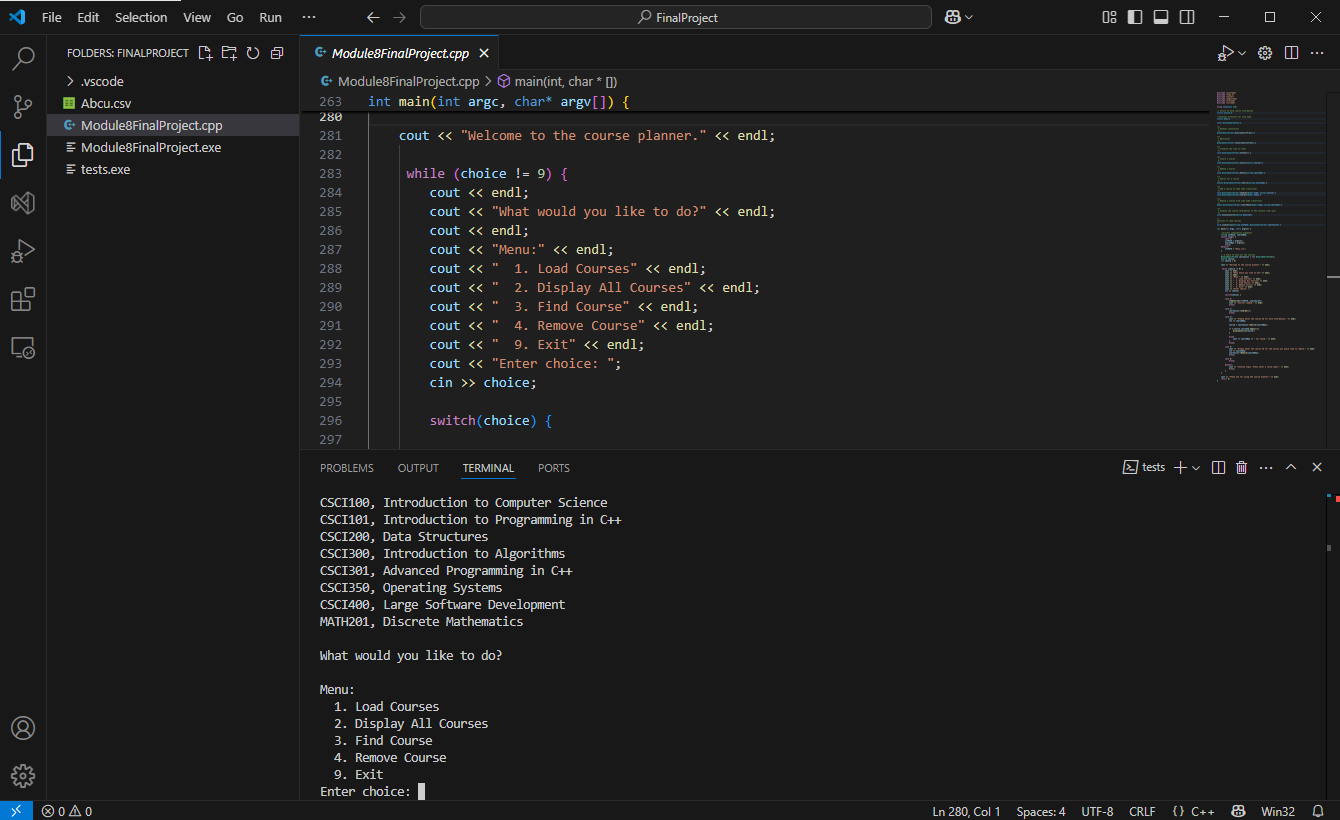 File Edit Selection View Go Run ··· FinalProject
FOLDERS: FINALPROJECT
.vscode
Abcu.csv
Module8FinalProject.cpp
Module8FinalProject.exe
tests.exe
Module8FinalProject.cpp
Module8FinalProject.cpp > main(int, char * [])
263 int main(int argc, char* argv[]) {
280
281 cout << "Welcome to the course planner." << endl;
282
283 while (choice != 9) {
284 cout << endl;
285 cout << "What would you like to do?" << endl;
286 cout << endl;
287 cout << "Menu:" << endl;
288 cout << "  1. Load Courses" << endl;
289 cout << "  2. Display All Courses" << endl;
290 cout << "  3. Find Course" << endl;
291 cout << "  4. Remove Course" << endl;
292 cout << "  9. Exit" << endl;
293 cout << "Enter choice: ";
294 cin >> choice;
295
296 switch(choice) {
297
PROBLEMS OUTPUT TERMINAL PORTS tests
CSCI100, Introduction to Computer Science
CSCI101, Introduction to Programming in C++
CSCI200, Data Structures
CSCI300, Introduction to Algorithms
CSCI301, Advanced Programming in C++
CSCI350, Operating Systems
CSCI400, Large Software Development
MATH201, Discrete Mathematics
What would you like to do?
Menu:
1. Load Courses
2. Display All Courses
3. Find Course
4. Remove Course
9. Exit
Enter choice:
0 0 Ln 280, Col 1 Spaces: 4 UTF-8 CRLF {} C++ Win32